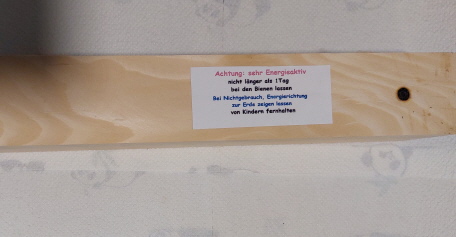 Achtung: sehr Energieaktiv
nicht länger als 1Tag
bei den Bienen lassen
Bei Nichtgebrauch, Energierichtung
zur Erde zeigen lassen
von Kindern fernhalten